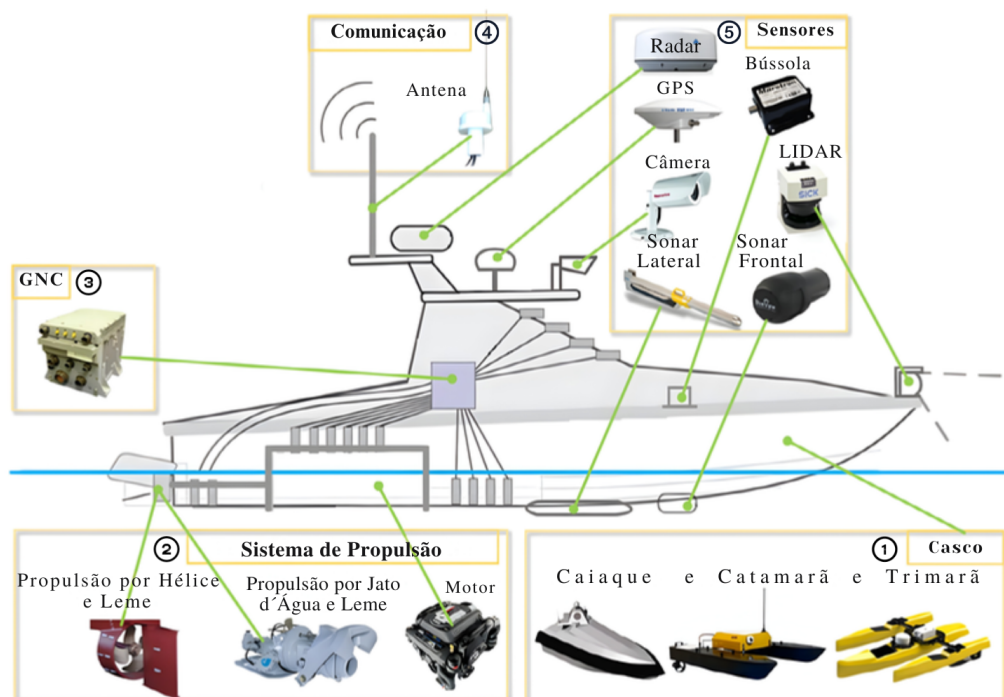 Comunicação ④
Antena
⑤ Sensores
Radar
Bússola
GPS
Câmera
LIDAR
SICK
Sonar Lateral
Sonar Frontal
GNC ③
② Sistema de Propulsão
Propulsão por Hélice e Leme
Propulsão por Jato d´Água e Leme
Motor
① Casco
Caiaque e Catamarã e Trimarã